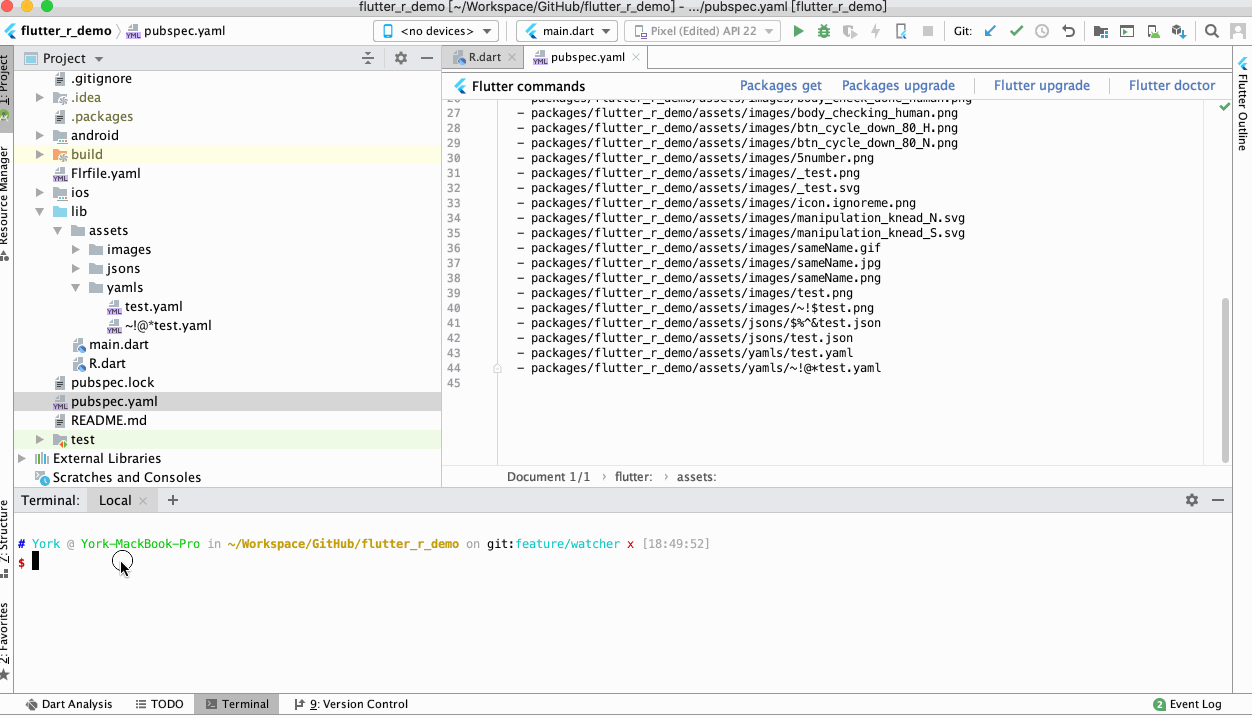 flutter_r_demo [~/Workspace/GitHub/flutter_r_demo] - .../pubspec.yaml [flutter_r_demo]
flutter_r_demo pubspec.yaml <no devices> main.dart Pixel (Edited) API 22 Git:
1: Project
Resource Manager
Z: Structure
2: Favorites
Project
.gitignore
.idea
.packages
android
build
Flrfile.yaml
ios
lib
assets
images
jsons
yamls
test.yaml
~!@*test.yaml
main.dart
R.dart
pubspec.lock
pubspec.yaml
README.md
test
External Libraries
Scratches and Consoles
R.dart pubspec.yaml
Flutter commands Packages get Packages upgrade Flutter upgrade Flutter doctor
26 - packages/flutter_r_demo/assets/images/body_check_done_human.png
27 - packages/flutter_r_demo/assets/images/body_checking_human.png
28 - packages/flutter_r_demo/assets/images/btn_cycle_down_80_H.png
29 - packages/flutter_r_demo/assets/images/btn_cycle_down_80_N.png
30 - packages/flutter_r_demo/assets/images/5number.png
31 - packages/flutter_r_demo/assets/images/_test.png
32 - packages/flutter_r_demo/assets/images/_test.svg
33 - packages/flutter_r_demo/assets/images/icon.ignoreme.png
34 - packages/flutter_r_demo/assets/images/manipulation_knead_N.svg
35 - packages/flutter_r_demo/assets/images/manipulation_knead_S.svg
36 - packages/flutter_r_demo/assets/images/sameName.gif
37 - packages/flutter_r_demo/assets/images/sameName.jpg
38 - packages/flutter_r_demo/assets/images/sameName.png
39 - packages/flutter_r_demo/assets/images/test.png
40 - packages/flutter_r_demo/assets/images/~!$test.png
41 - packages/flutter_r_demo/assets/jsons/$%^&test.json
42 - packages/flutter_r_demo/assets/jsons/test.json
43 - packages/flutter_r_demo/assets/yamls/test.yaml
44 - packages/flutter_r_demo/assets/yamls/~!@*test.yaml
45
Document 1/1 › flutter: › assets:
Flutter Outline
Terminal: Local +
# York @ York-MackBook-Pro in ~/Workspace/GitHub/flutter_r_demo on git:feature/watcher x [18:49:52]
$
Dart Analysis TODO Terminal 9: Version Control 2 Event Log